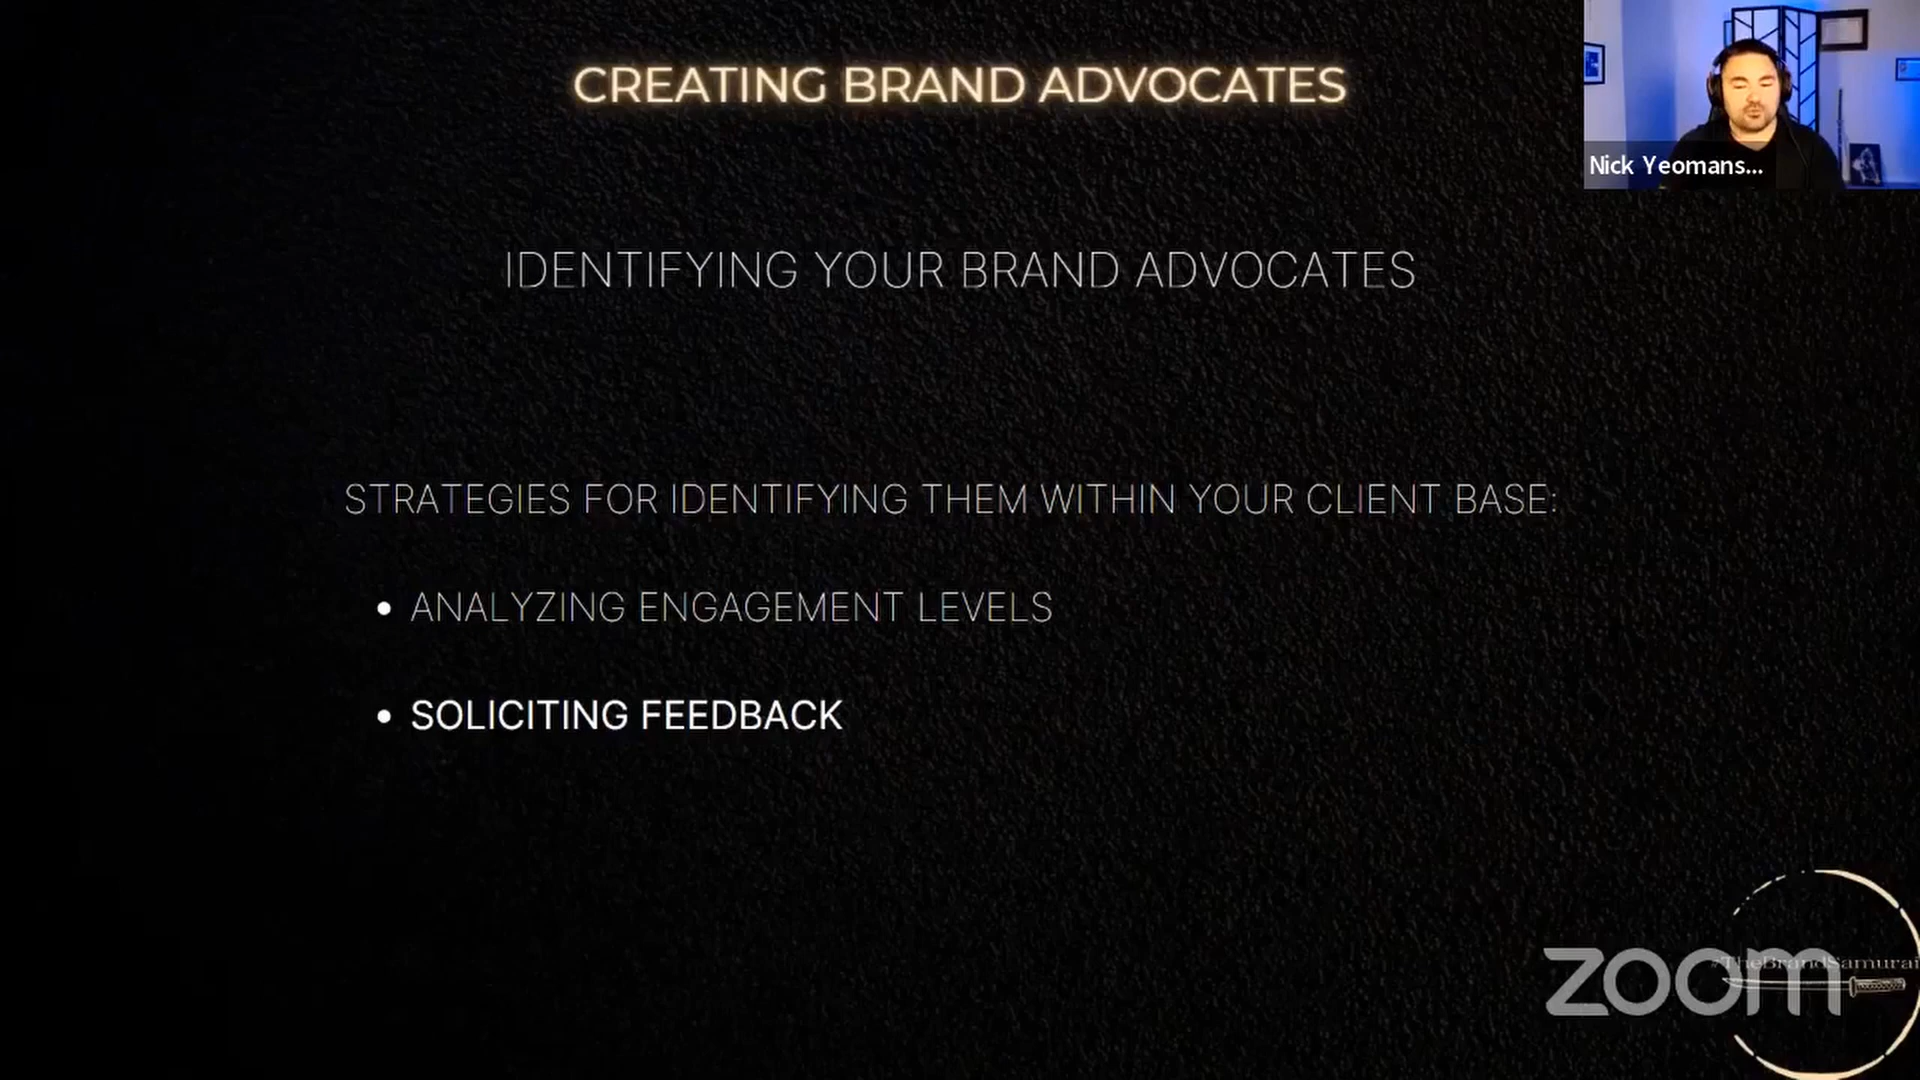 CREATING BRAND ADVOCATES
Nick Yeomans...
IDENTIFYING YOUR BRAND ADVOCATES
STRATEGIES FOR IDENTIFYING THEM WITHIN YOUR CLIENT BASE:
• ANALYZING ENGAGEMENT LEVELS
• SOLICITING FEEDBACK
#TheBrandSamurai
zoom